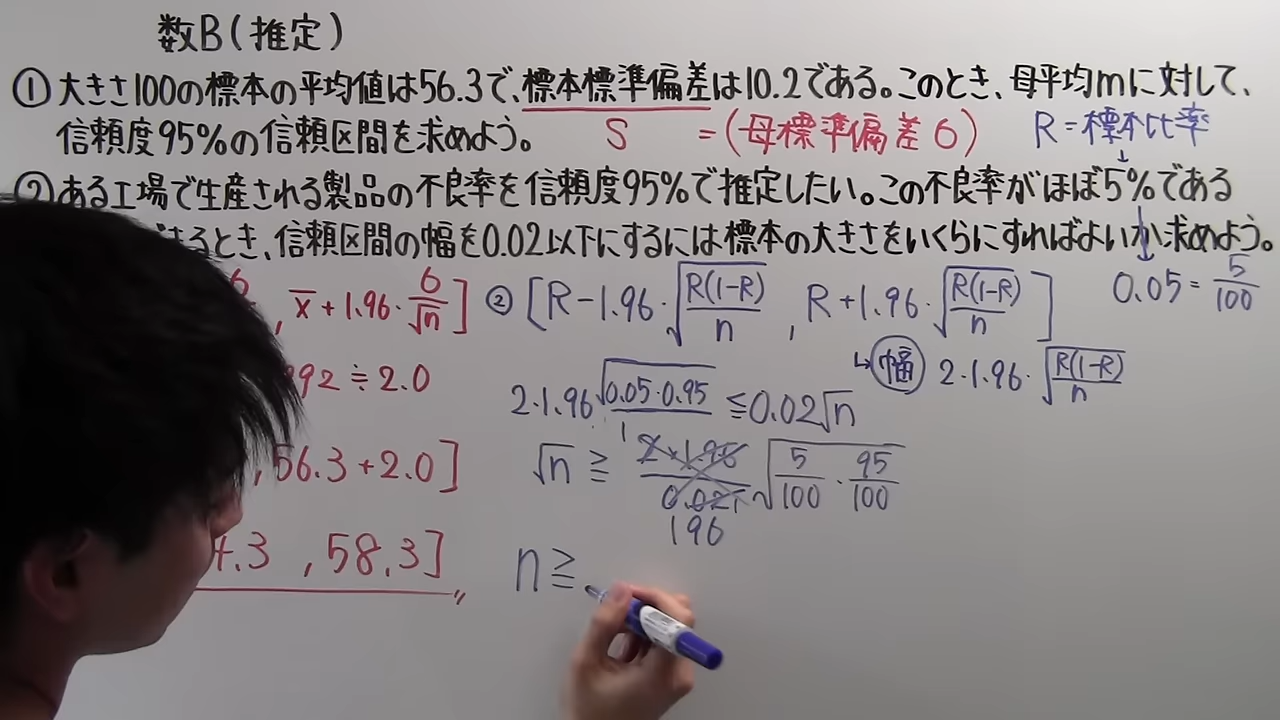 数B(推定)
①大きさ100の標本の平均値は56.3で、標本標準偏差は10.2である。このとき、母平均mに対して、
信頼度95%の信頼区間を求めよう。
S =(母標準偏差σ) R=標本比率
②ある工場で生産される製品の不良率を信頼度95%で推定したい。この不良率がほぼ5%である
きるとき、信頼区間の幅を0.02以下にするには標本の大きさをいくらにすればよいか求めよう。
0.05=5/100
, x̄+1.96·σ/√n]
②[R-1.96·√(R(1-R)/n), R+1.96·√(R(1-R)/n)]
↳幅 2·1.96·√(R(1-R)/n)
92≒2.0
2·1.96√(0.05·0.95) ≦0.02√n
,56.3+2.0]
√n ≧ 2×1.96/0.02 √(5/100·95/100)
196
4.3 ,58.3]
n≧